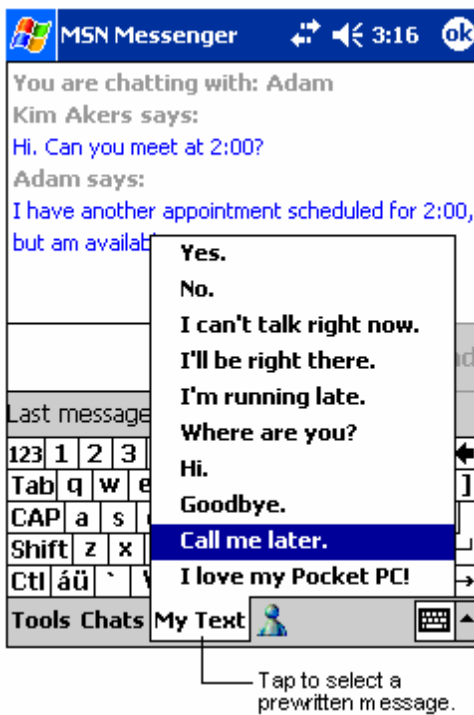 MSN Messenger 3:16 ok
You are chatting with: Adam
Kim Akers says:
Hi. Can you meet at 2:00?
Adam says:
I have another appointment scheduled for 2:00,
but am
Yes.
No.
I can't talk right now.
I'll be right there.
I'm running late.
Where are you?
Hi.
Goodbye.
Call me later.
I love my Pocket PC!
Last message
123 1 2 3
Tab q w e ]
CAP a s
Shift z x
Ctl áü `
Tools Chats My Text
Tap to select a
prewritten message.